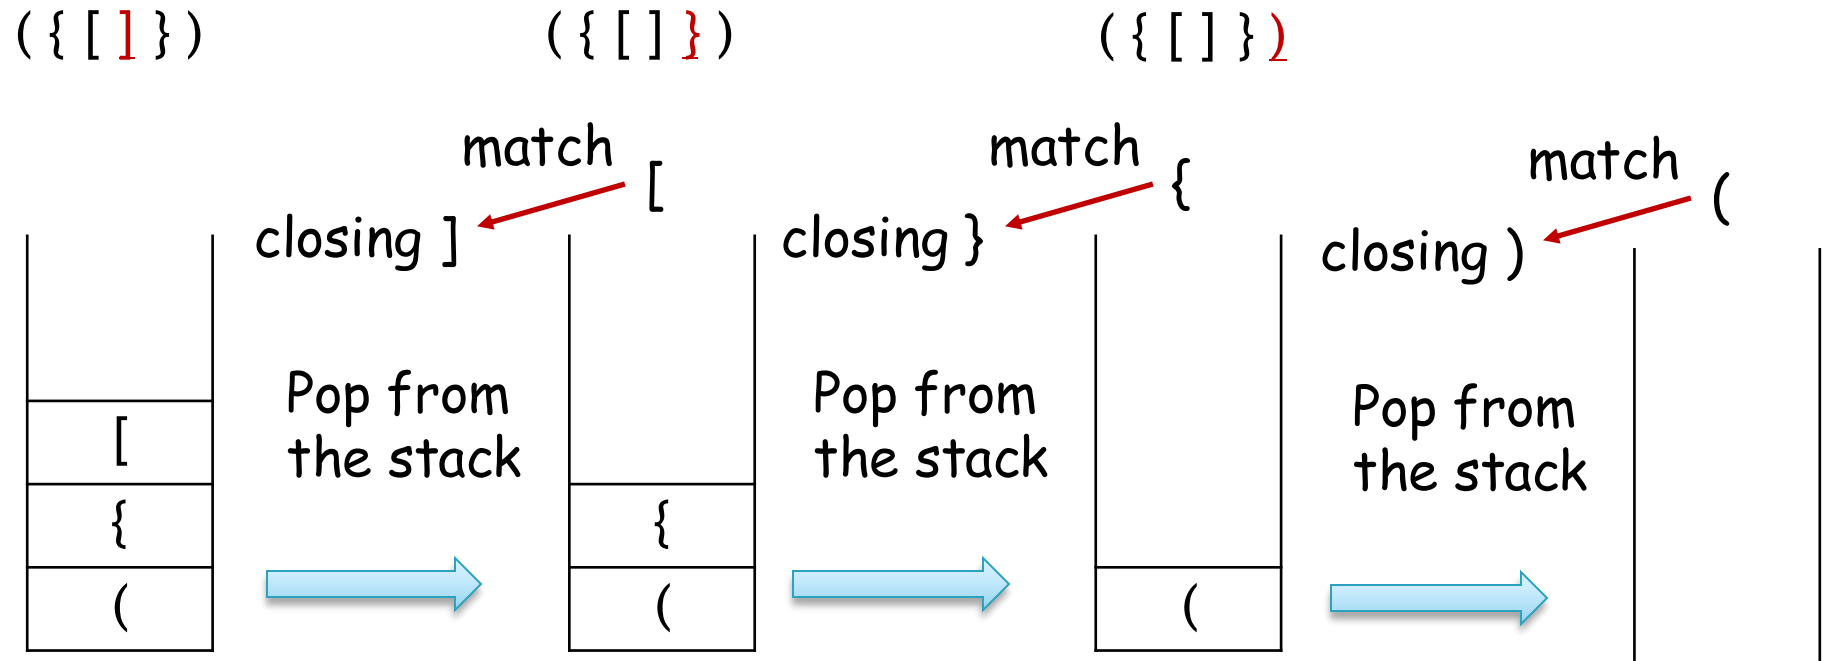 ( { [ ] } )
( { [ ] } )
( { [ ] } )
match
[
closing ]
match
{
closing }
match
(
closing )
Pop from
the stack
Pop from
the stack
Pop from
the stack
[
{
(
{
(
(